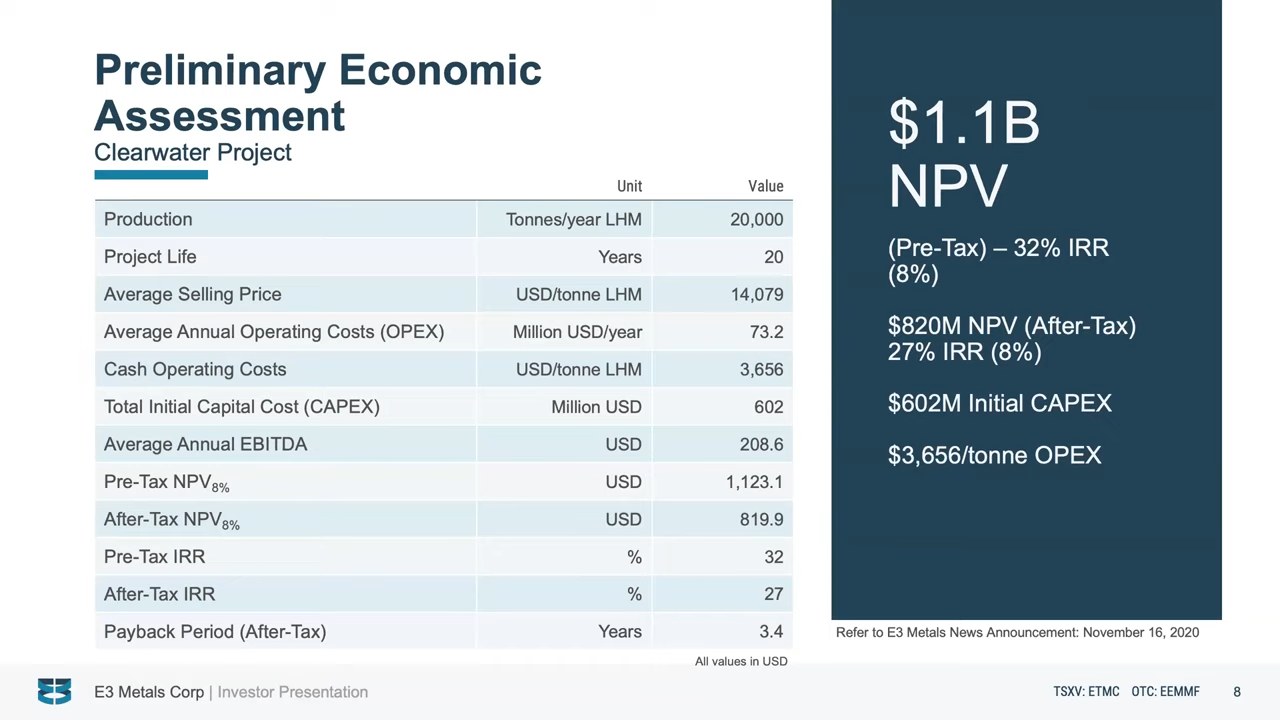 Preliminary Economic
Assessment
Clearwater Project
Unit Value
Production Tonnes/year LHM 20,000
Project Life Years 20
Average Selling Price USD/tonne LHM 14,079
Average Annual Operating Costs (OPEX) Million USD/year 73.2
Cash Operating Costs USD/tonne LHM 3,656
Total Initial Capital Cost (CAPEX) Million USD 602
Average Annual EBITDA USD 208.6
Pre-Tax NPV8% USD 1,123.1
After-Tax NPV8% USD 819.9
Pre-Tax IRR % 32
After-Tax IRR % 27
Payback Period (After-Tax) Years 3.4
All values in USD
$1.1B
NPV
(Pre-Tax) – 32% IRR
(8%)
$820M NPV (After-Tax)
27% IRR (8%)
$602M Initial CAPEX
$3,656/tonne OPEX
Refer to E3 Metals News Announcement: November 16, 2020
E3 Metals Corp | Investor Presentation
TSXV: ETMC OTC: EEMMF 8